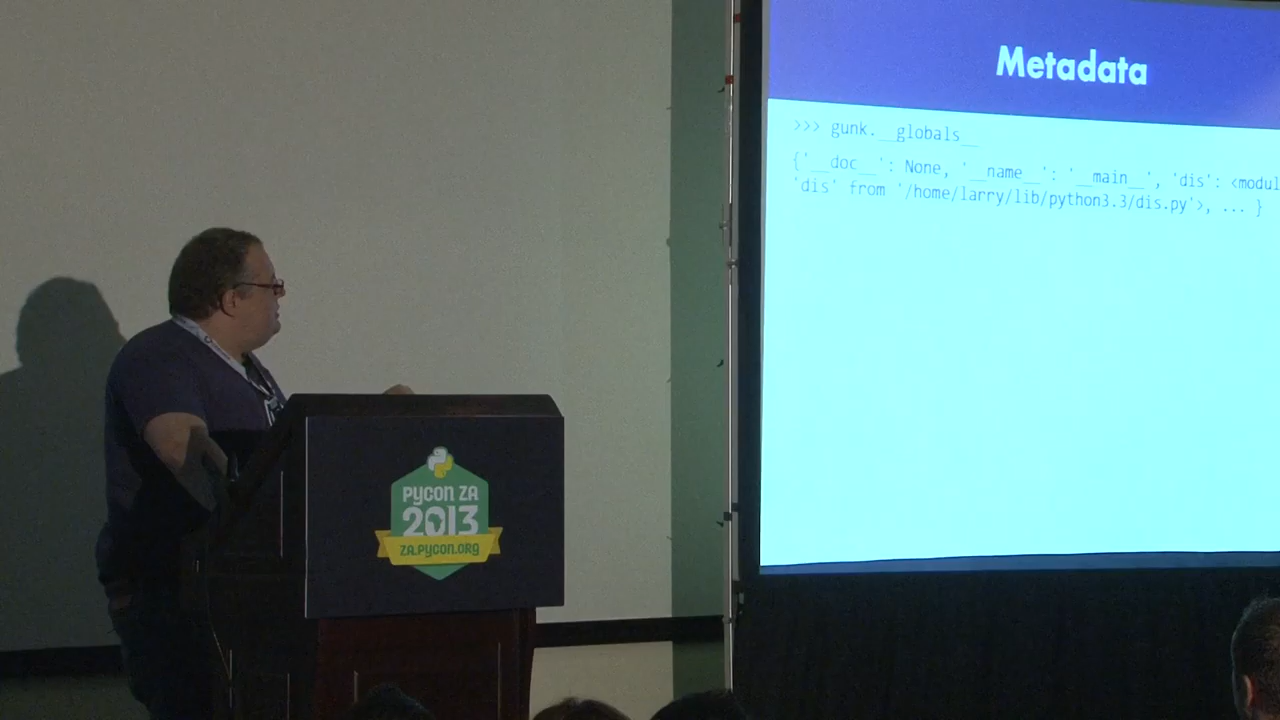 Metadata
>>> gunk.__globals__
{'__doc__': None, '__name__': '__main__', 'dis': <modul
'dis' from '/home/larry/lib/python3.3/dis.py'>, ... }
PYCON ZA
2013
ZA.PYCON.ORG